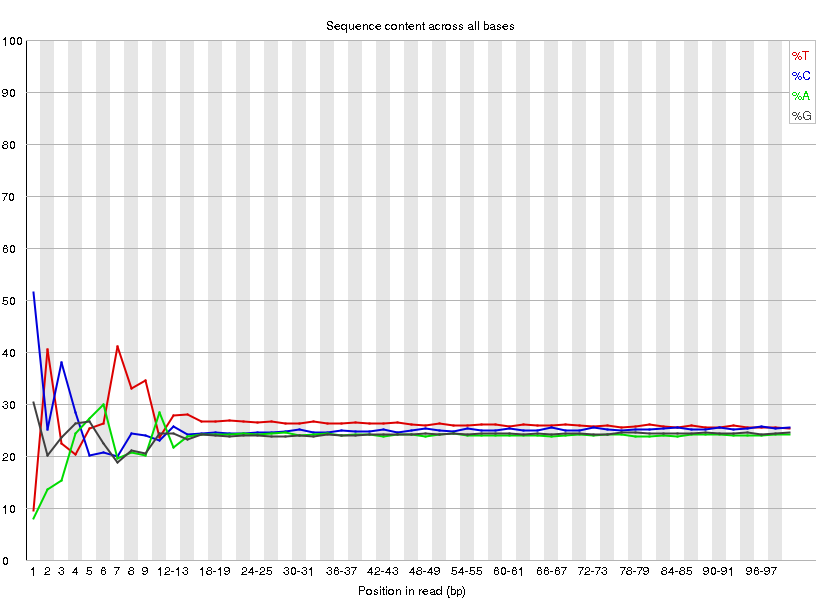 Sequence content across all bases
100
90
80
70
60
50
40
30
20
10
0
%T
%C
%A
%G
1 2 3 4 5 6 7 8 9 12-13 18-19 24-25 30-31 36-37 42-43 48-49 54-55 60-61 66-67 72-73 78-79 84-85 90-91 96-97
Position in read (bp)